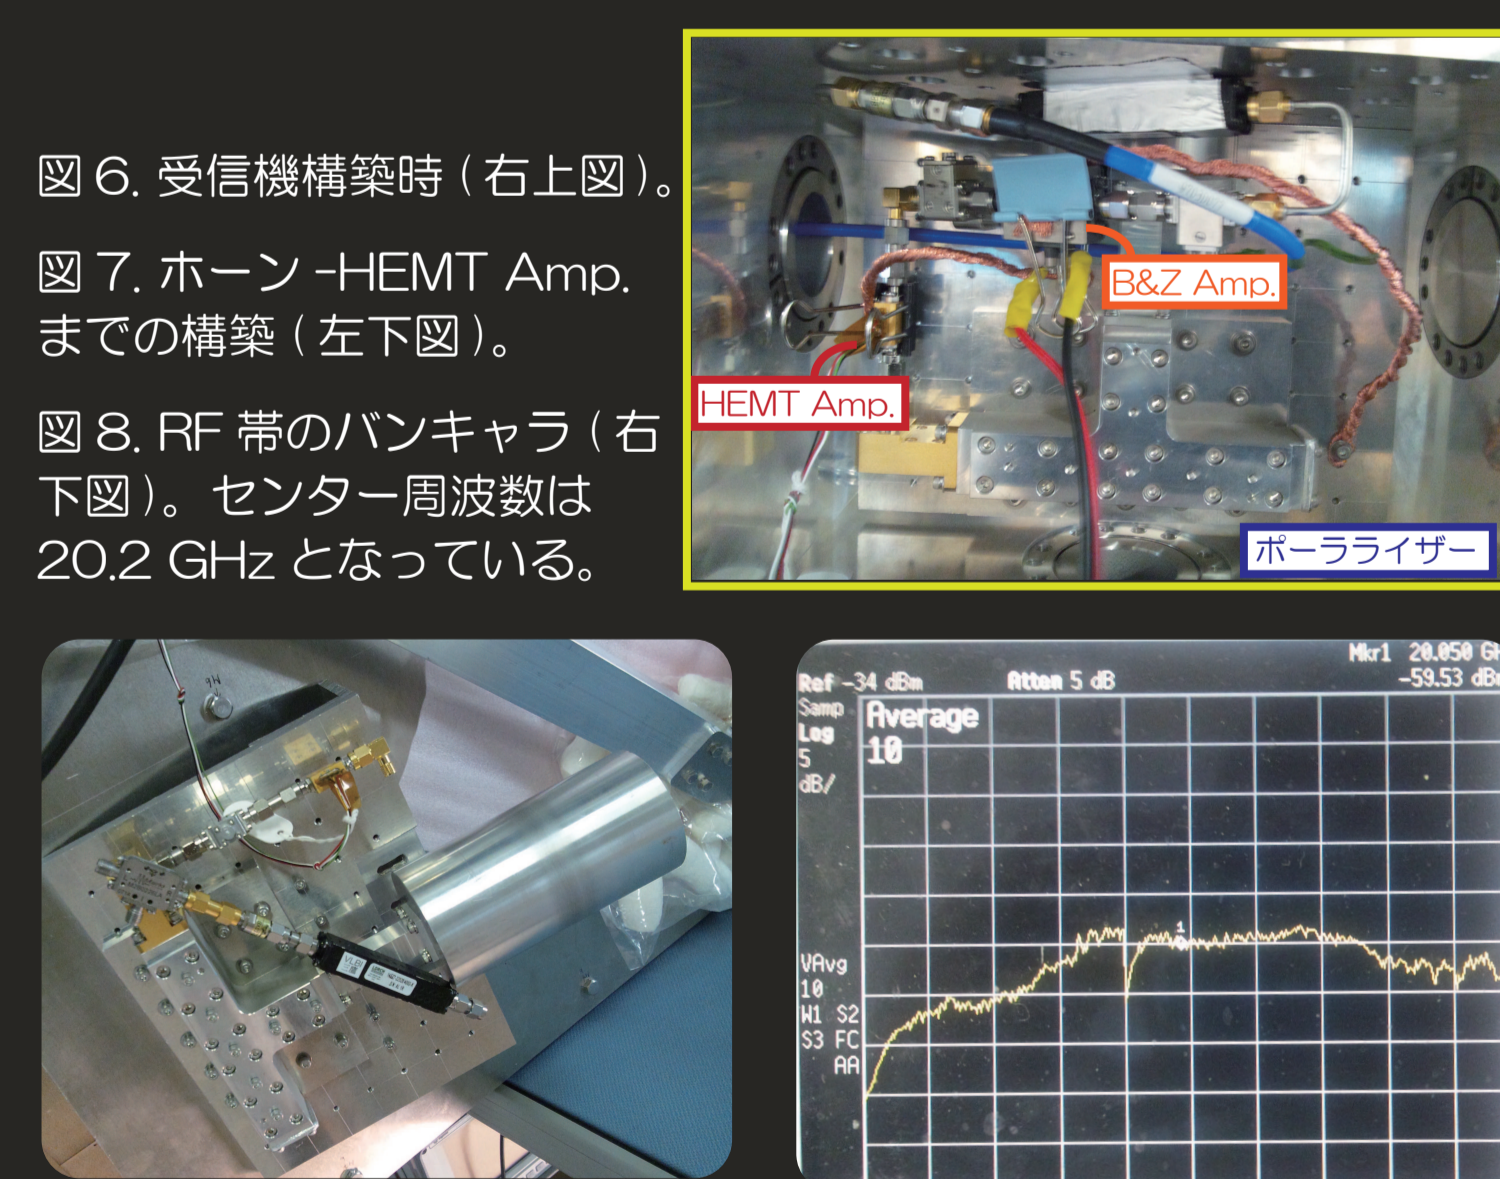 図 6. 受信機構築時 ( 右上図 )。
図 7. ホーン -HEMT Amp.
までの構築 ( 左下図 )。
図 8. RF 帯のバンキャラ ( 右
下図 )。センター周波数は
20.2 GHz となっている。
B&Z Amp.
HEMT Amp.
ポーラライザー
VLBI
Mkr1 20.050 GH
Ref -34 dBm Atten 5 dB -59.53 dBm
Samp
Log
5
dB/
Average
10
1
VAvg
10
W1 S2
S3 FC
AA